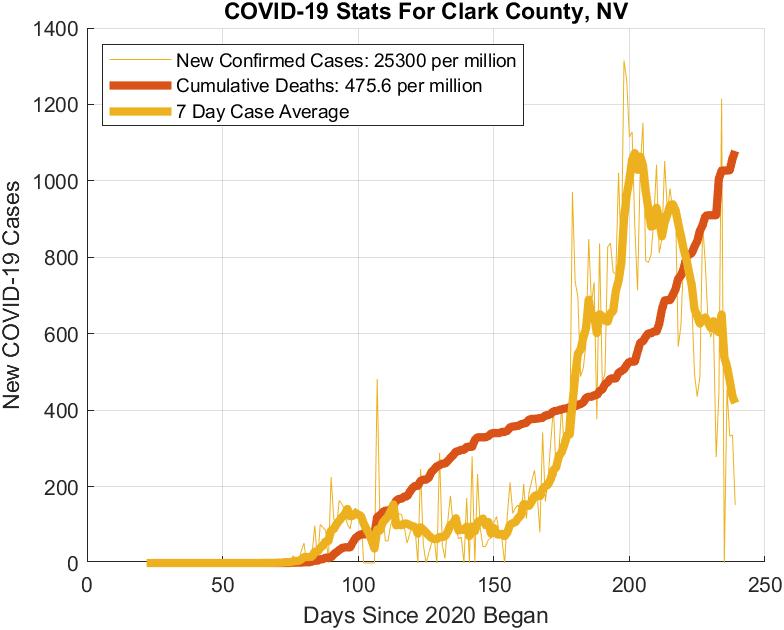 COVID-19 Stats For Clark County, NV
New Confirmed Cases: 25300 per million
Cumulative Deaths: 475.6 per million
7 Day Case Average
New COVID-19 Cases
1400
1200
1000
800
600
400
200
0
0 50 100 150 200 250
Days Since 2020 Began